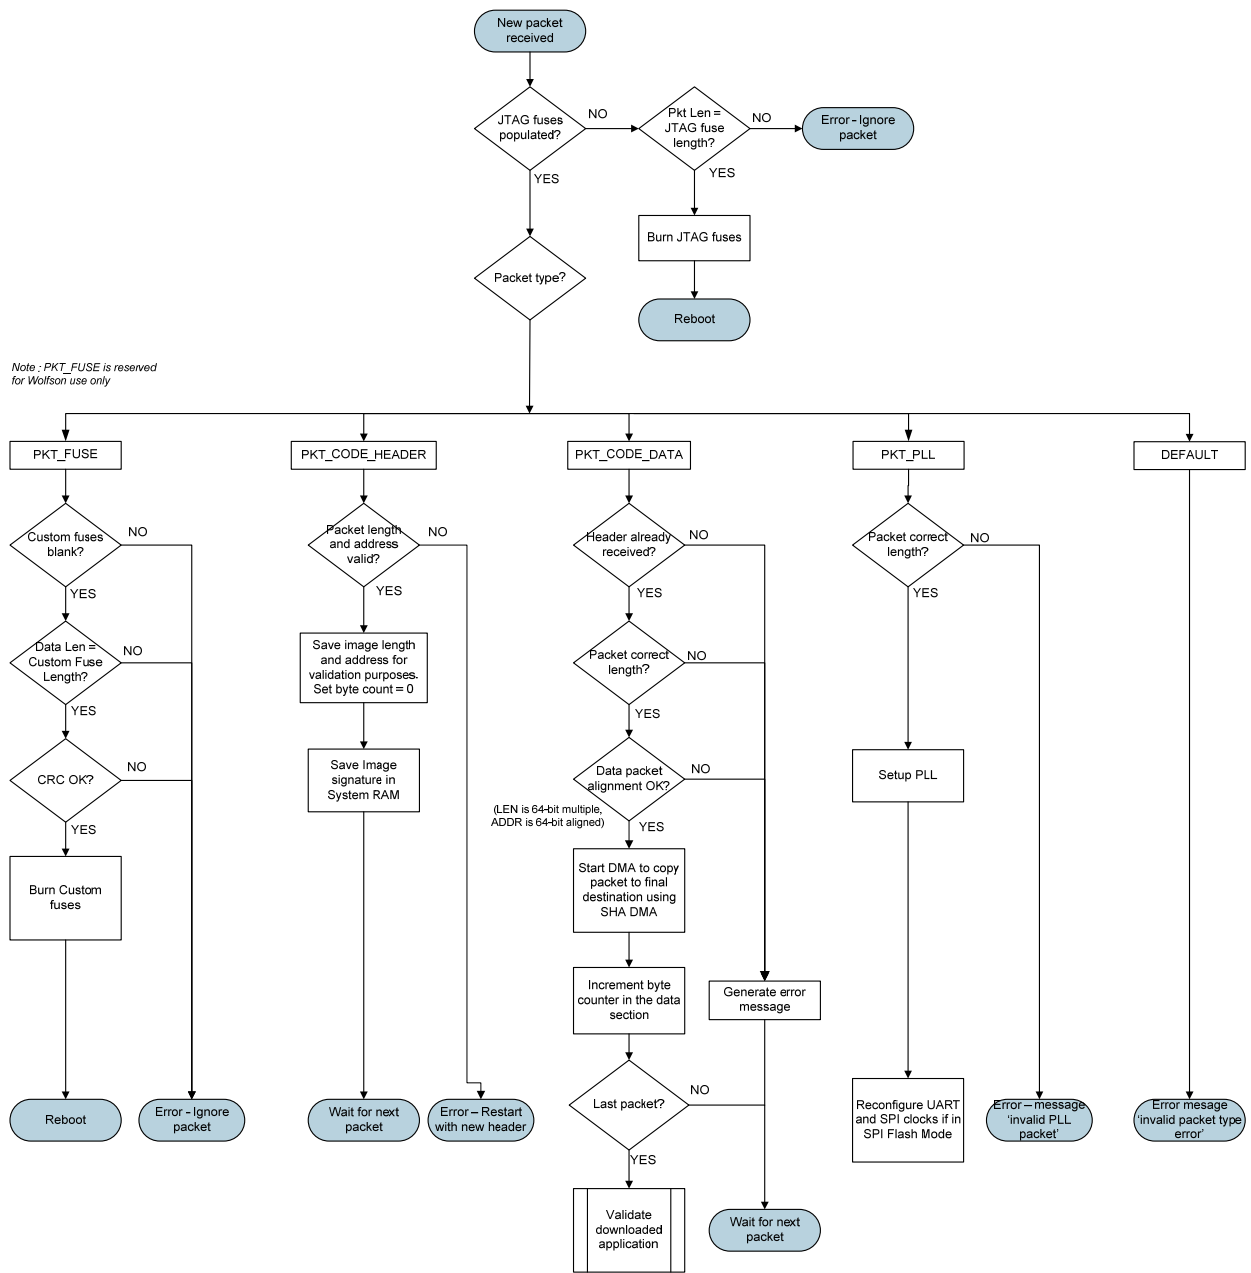 New packet
received
JTAG fuses
populated?
NO
Pkt Len =
JTAG fuse
length?
NO
Error - Ignore
packet
YES
YES
Burn JTAG fuses
Packet type?
Reboot
Note : PKT_FUSE is reserved
for Wolfson use only
PKT_FUSE
PKT_CODE_HEADER
PKT_CODE_DATA
PKT_PLL
DEFAULT
Custom fuses
blank?
NO
YES
Data Len =
Custom Fuse
Length?
NO
YES
CRC OK?
NO
YES
Burn Custom
fuses
Reboot
Error - Ignore
packet
Packet length
and address
valid?
NO
YES
Save image length
and address for
validation purposes.
Set byte count = 0
Save Image
signature in
System RAM
Wait for next
packet
Error – Restart
with new header
Header already
received?
NO
YES
Packet correct
length?
NO
YES
Data packet
alignment OK?
NO
(LEN is 64-bit multiple,
ADDR is 64-bit aligned)
YES
Start DMA to copy
packet to final
destination using
SHA DMA
Increment byte
counter in the data
section
Generate error
message
Last packet?
NO
YES
Validate
downloaded
application
Wait for next
packet
Packet correct
length?
NO
YES
Setup PLL
Reconfigure UART
and SPI clocks if in
SPI Flash Mode
Error – message
‘invalid PLL
packet’
Error mesage
‘invalid packet type
error’